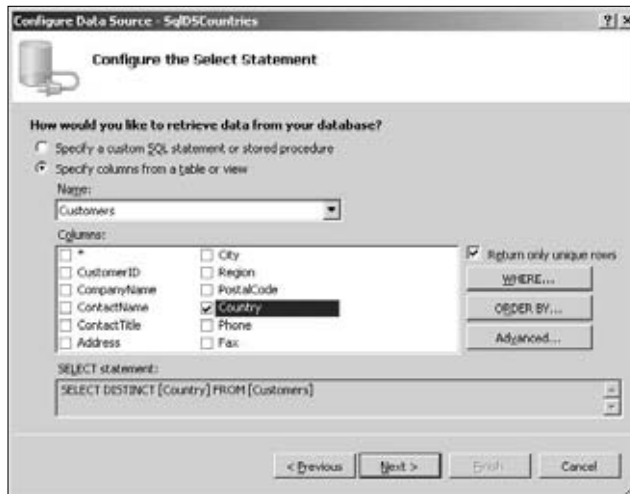 Configure Data Source - SqlDSCountries
Configure the Select Statement
How would you like to retrieve data from your database?
Specify a custom SQL statement or stored procedure
Specify columns from a table or view
Name:
Customers
Columns:
*
CustomerID
CompanyName
ContactName
ContactTitle
Address
City
Region
PostalCode
Country
Phone
Fax
Return only unique rows
WHERE...
ORDER BY...
Advanced...
SELECT statement:
SELECT DISTINCT [Country] FROM [Customers]
< Previous
Next >
Finish
Cancel